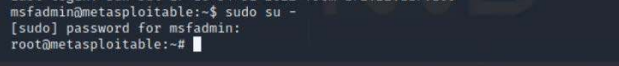 msfadmin@metasploitable:~$ sudo su -
[sudo] password for msfadmin:
root@metasploitable:~#